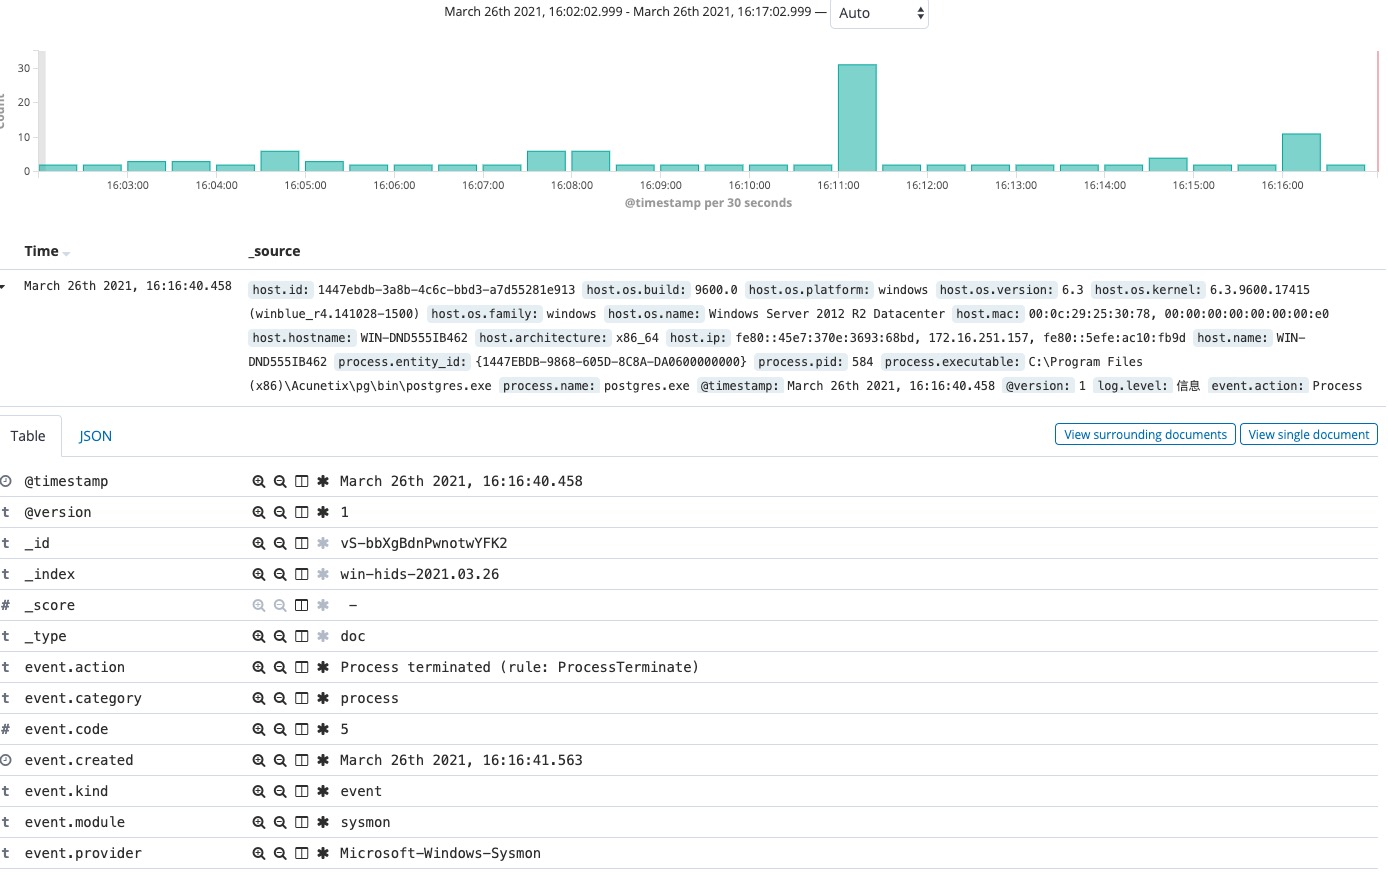 March 26th 2021, 16:02:02.999 - March 26th 2021, 16:17:02.999 — Auto
Count
30
20
10
0
16:03:00 16:04:00 16:05:00 16:06:00 16:07:00 16:08:00 16:09:00 16:10:00 16:11:00 16:12:00 16:13:00 16:14:00 16:15:00 16:16:00
@timestamp per 30 seconds
Time _source
March 26th 2021, 16:16:40.458 host.id: 1447ebdb-3a8b-4c6c-bbd3-a7d55281e913 host.os.build: 9600.0 host.os.platform: windows host.os.version: 6.3 host.os.kernel: 6.3.9600.17415
(winblue_r4.141028-1500) host.os.family: windows host.os.name: Windows Server 2012 R2 Datacenter host.mac: 00:0c:29:25:30:78, 00:00:00:00:00:00:00:e0
host.hostname: WIN-DND555IB462 host.architecture: x86_64 host.ip: fe80::45e7:370e:3693:68bd, 172.16.251.157, fe80::5efe:ac10:fb9d host.name: WIN-
DND555IB462 process.entity_id: {1447EBDB-9868-605D-8C8A-DA0600000000} process.pid: 584 process.executable: C:\Program Files
(x86)\Acunetix\pg\bin\postgres.exe process.name: postgres.exe @timestamp: March 26th 2021, 16:16:40.458 @version: 1 log.level: 信息 event.action: Process
Table JSON View surrounding documents View single document
@timestamp March 26th 2021, 16:16:40.458
t @version 1
t _id vS-bbXgBdnPwnotwYFK2
t _index win-hids-2021.03.26
# _score -
t _type doc
t event.action Process terminated (rule: ProcessTerminate)
t event.category process
# event.code 5
event.created March 26th 2021, 16:16:41.563
t event.kind event
t event.module sysmon
t event.provider Microsoft-Windows-Sysmon